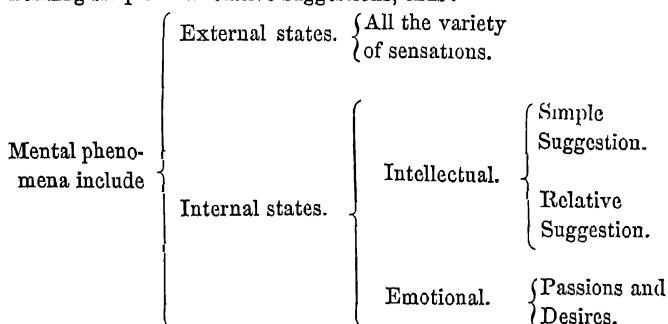 External states. All the variety
of sensations.
Mental pheno-
mena include
Internal states.
Intellectual.
Simple
Suggestion.
Relative
Suggestion.
Emotional.
Passions and
Desires.